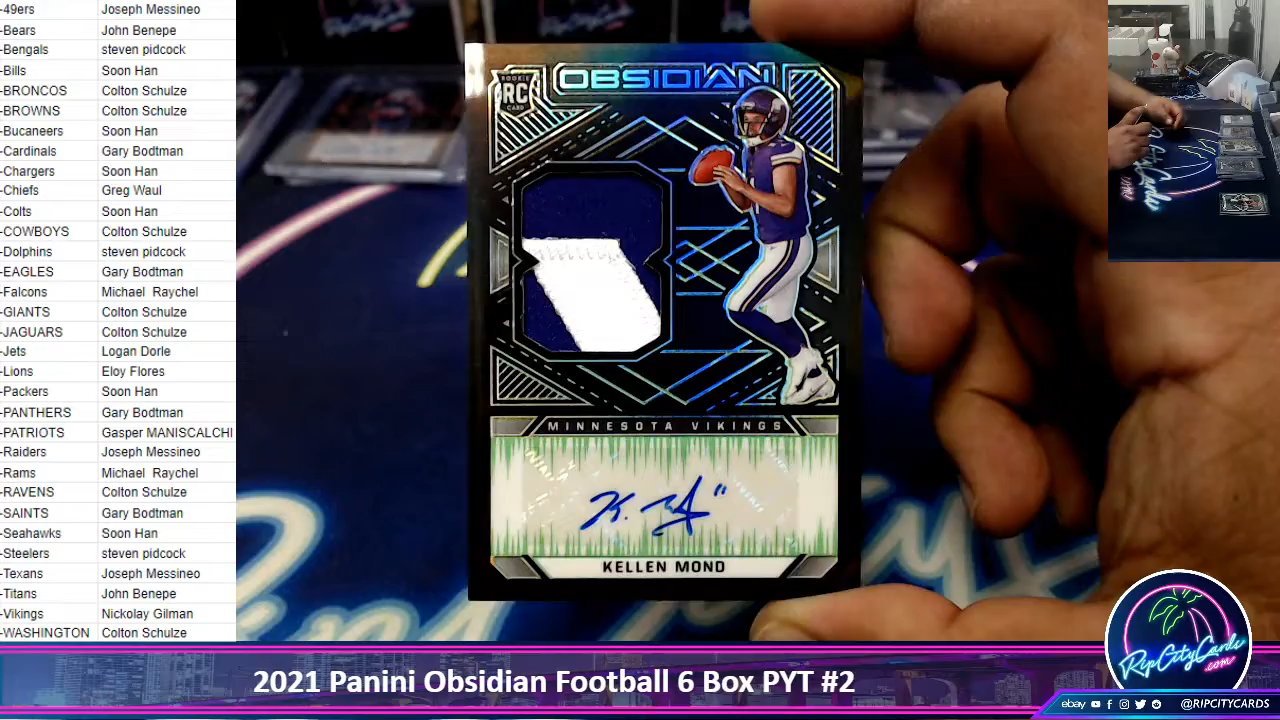 -49ers Joseph Messineo
-Bears John Benepe
-Bengals steven pidcock
-Bills Soon Han
-BRONCOS Colton Schulze
-BROWNS Colton Schulze
-Bucaneers Soon Han
-Cardinals Gary Bodtman
-Chargers Soon Han
-Chiefs Greg Waul
-Colts Soon Han
-COWBOYS Colton Schulze
-Dolphins steven pidcock
-EAGLES Gary Bodtman
-Falcons Michael Raychel
-GIANTS Colton Schulze
-JAGUARS Colton Schulze
-Jets Logan Dorle
-Lions Eloy Flores
-Packers Soon Han
-PANTHERS Gary Bodtman
-PATRIOTS Gasper MANISCALCHI
-Raiders Joseph Messineo
-Rams Michael Raychel
-RAVENS Colton Schulze
-SAINTS Gary Bodtman
-Seahawks Soon Han
-Steelers steven pidcock
-Texans Joseph Messineo
-Titans John Benepe
-Vikings Nickolay Gilman
-WASHINGTON Colton Schulze
ROOKIE
RC
CARD
OBSIDIAN
MINNESOTA VIKINGS
KELLEN MOND
2021 Panini Obsidian Football 6 Box PYT #2
RipCityCards
.com
ebay @RIPCITYCARDS